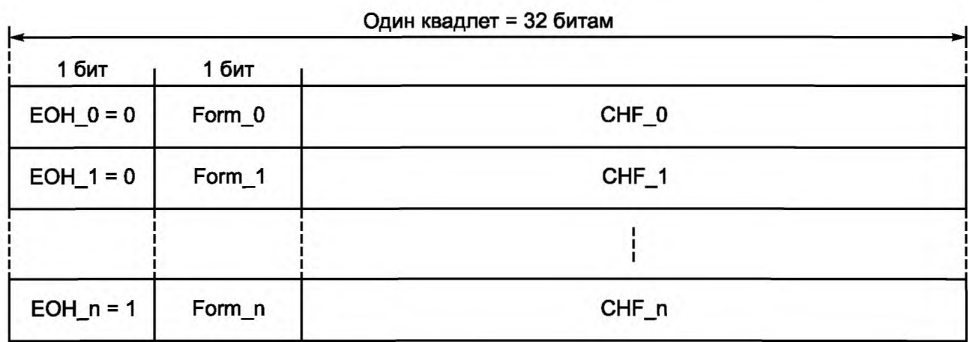 Один квадлет = 32 битам
1 бит 1 бит
EOH_0 = 0 Form_0 CHF_0
EOH_1 = 0 Form_1 CHF_1
EOH_n = 1 Form_n CHF_n